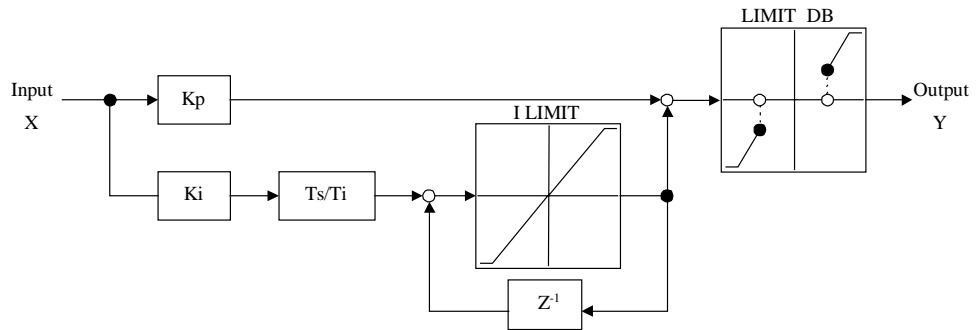 LIMIT DB
Input
X
Kp
Output
Y
I LIMIT
Ki
Ts/Ti
Z⁻¹